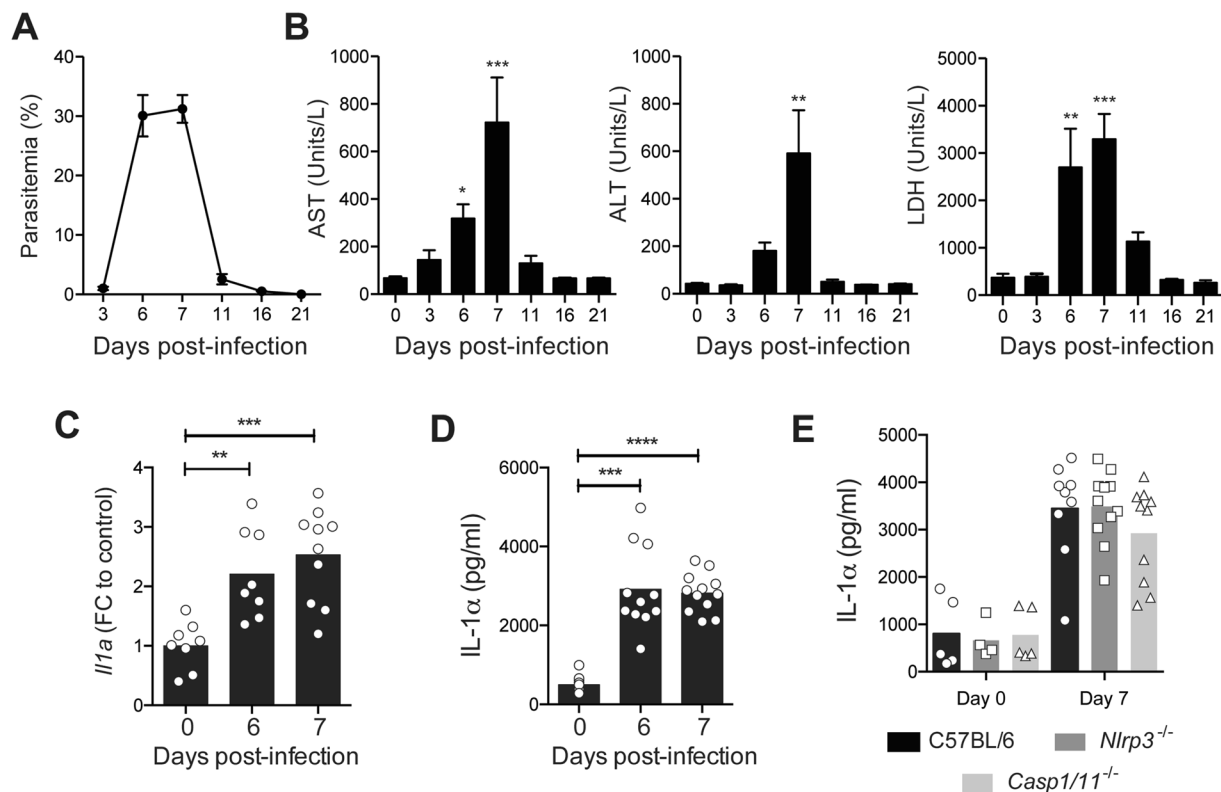 A
Parasitemia (%)
40
30
20
10
0
3 6 7 11 16 21
Days post-infection
B
AST (Units/L)
1000
800
600
400
200
0
* ***
0 3 6 7 11 16 21
Days post-infection
ALT (Units/L)
1000
800
600
400
200
0
**
0 3 6 7 11 16 21
Days post-infection
LDH (Units/L)
5000
4000
3000
2000
1000
0
** ***
0 3 6 7 11 16 21
Days post-infection
C
***
**
Il1a (FC to control)
4
3
2
1
0
0 6 7
Days post-infection
D
****
***
IL-1α (pg/ml)
6000
4000
2000
0
0 6 7
Days post-infection
E
IL-1α (pg/ml)
5000
4000
3000
2000
1000
0
Day 0 Day 7
C57BL/6 Nlrp3-/-
Casp1/11-/-